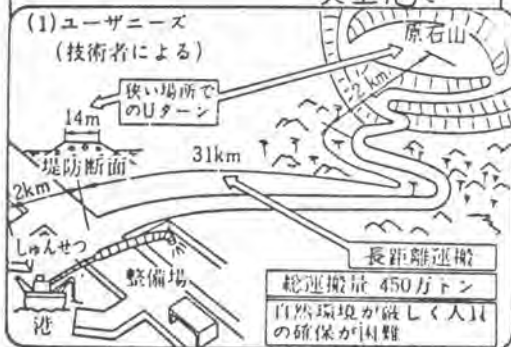 (1)ユーザニーズ
(技術者による)
原石山
狭い場所で
のUターン
14m
2km
堤防断面
31km
2km
しゅんせつ
整備場
港
長距離運搬
総運搬量 450万トン
自然環境が厳しく人員
の確保が困難